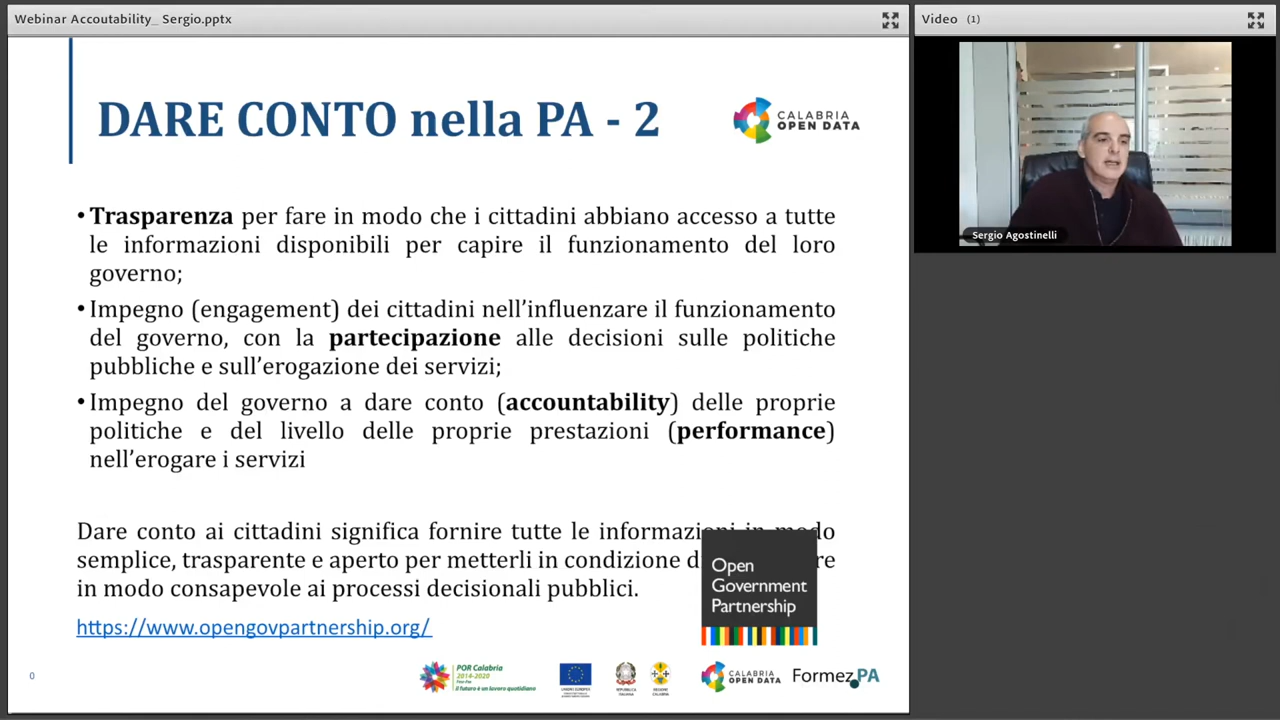 Webinar Accoutability_ Sergio.pptx
Video (1)
DARE CONTO nella PA - 2
CALABRIA
OPEN DATA
Sergio Agostinelli
•Trasparenza per fare in modo che i cittadini abbiano accesso a tutte
le informazioni disponibili per capire il funzionamento del loro
governo;
•Impegno (engagement) dei cittadini nell'influenzare il funzionamento
del governo, con la partecipazione alle decisioni sulle politiche
pubbliche e sull'erogazione dei servizi;
•Impegno del governo a dare conto (accountability) delle proprie
politiche e del livello delle proprie prestazioni (performance)
nell'erogare i servizi
Dare conto ai cittadini significa fornire tutte le
semplice, trasparente e aperto per metterli in condizione
in modo consapevole ai processi decisionali pubblici.
Open
Government
Partnership
https://www.opengovpartnership.org/
0
POR Calabria
2014-2020
il futuro è un lavoro quotidiano
UNIONE EUROPEA
REPUBBLICA
ITALIANA
REGIONE
CALABRIA
CALABRIA
OPEN DATA
FormezPA